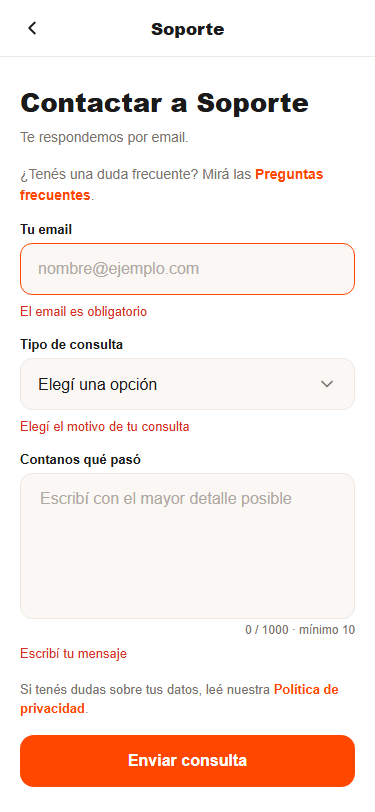 Soporte
Contactar a Soporte
Te respondemos por email.
¿Tenés una duda frecuente? Mirá las Preguntas
frecuentes.
Tu email
nombre@ejemplo.com
El email es obligatorio
Tipo de consulta
Elegí una opción
Elegí el motivo de tu consulta
Contanos qué pasó
Escribí con el mayor detalle posible
0 / 1000 · mínimo 10
Escribí tu mensaje
Si tenés dudas sobre tus datos, leé nuestra Política de
privacidad.
Enviar consulta